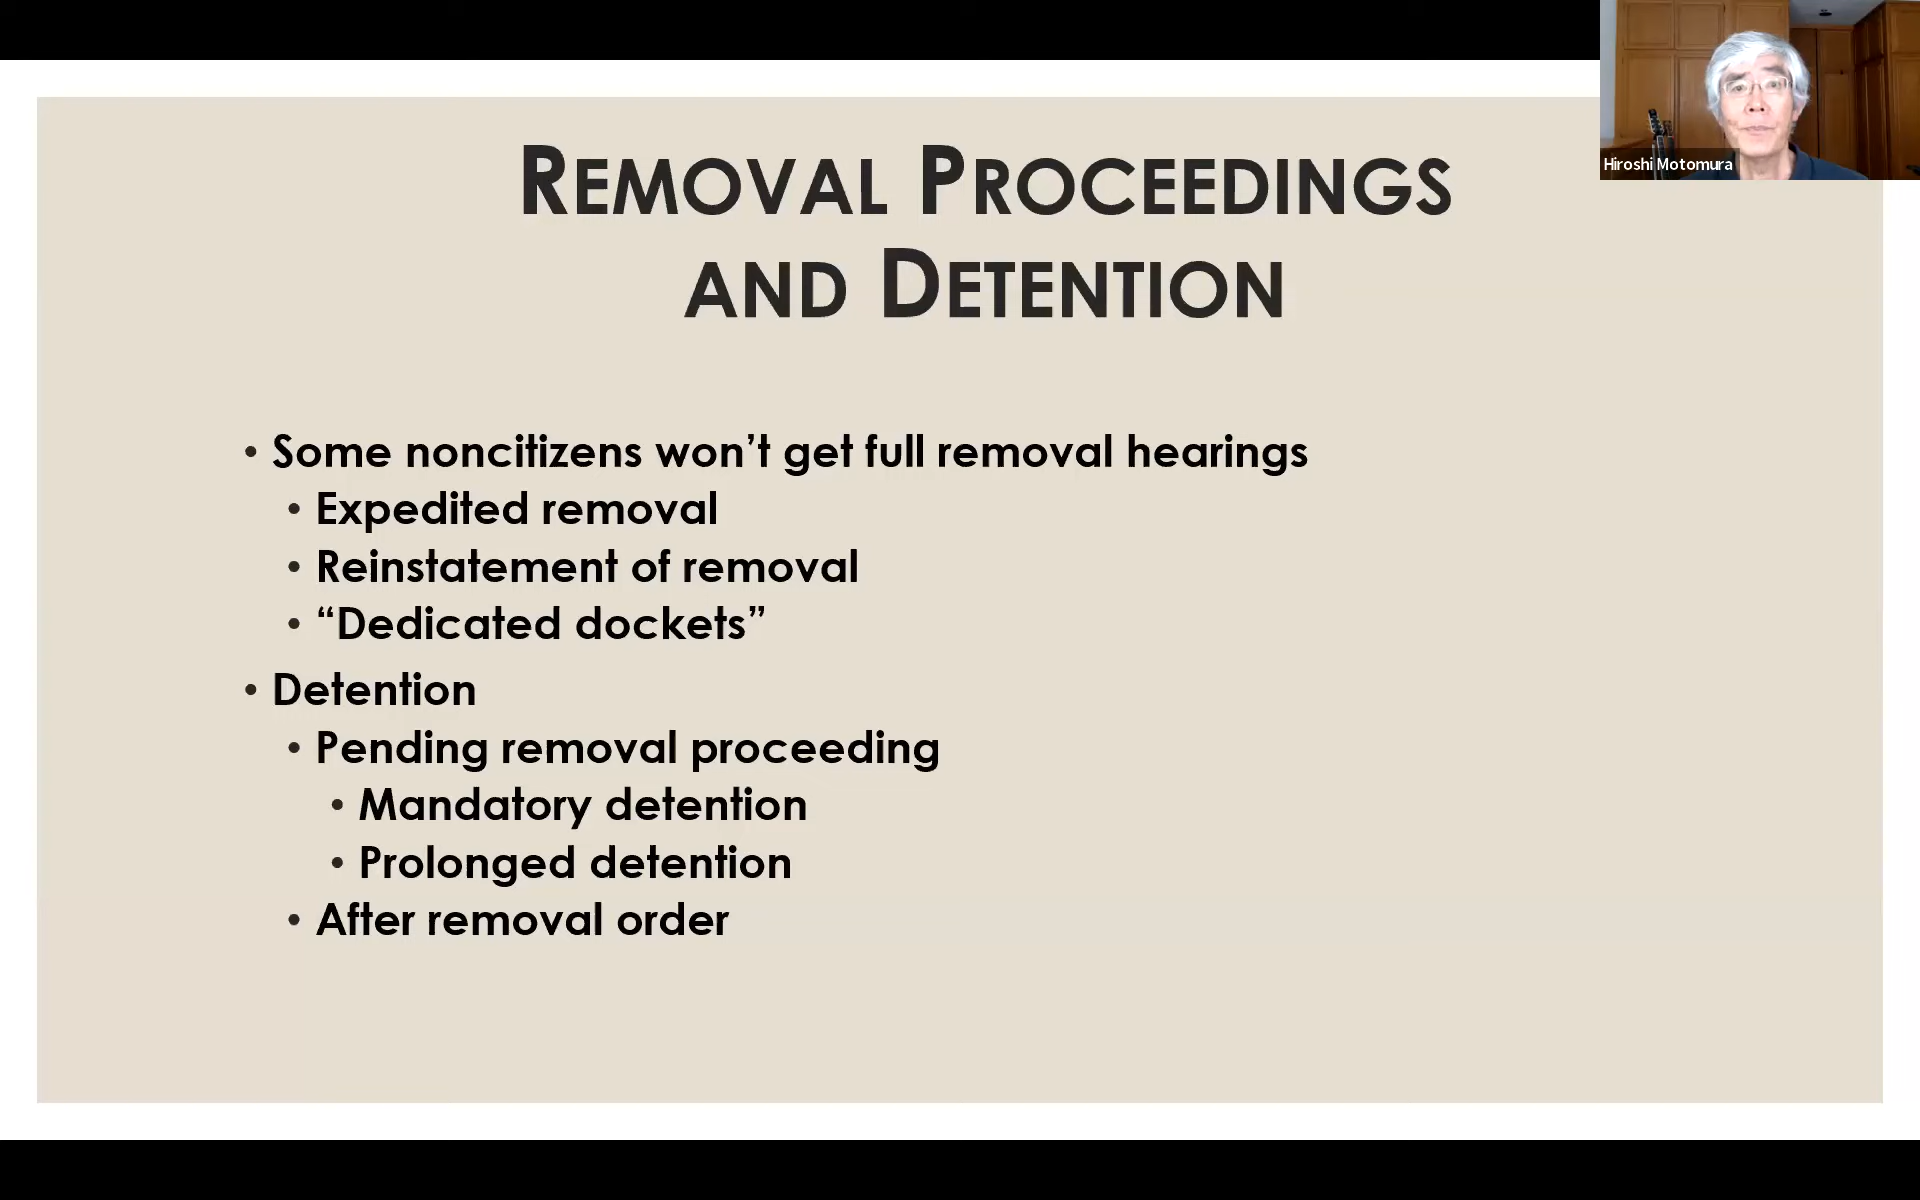 REMOVAL PROCEEDINGS
AND DETENTION
Hiroshi Motomura
• Some noncitizens won’t get full removal hearings
• Expedited removal
• Reinstatement of removal
• “Dedicated dockets”
• Detention
• Pending removal proceeding
• Mandatory detention
• Prolonged detention
• After removal order